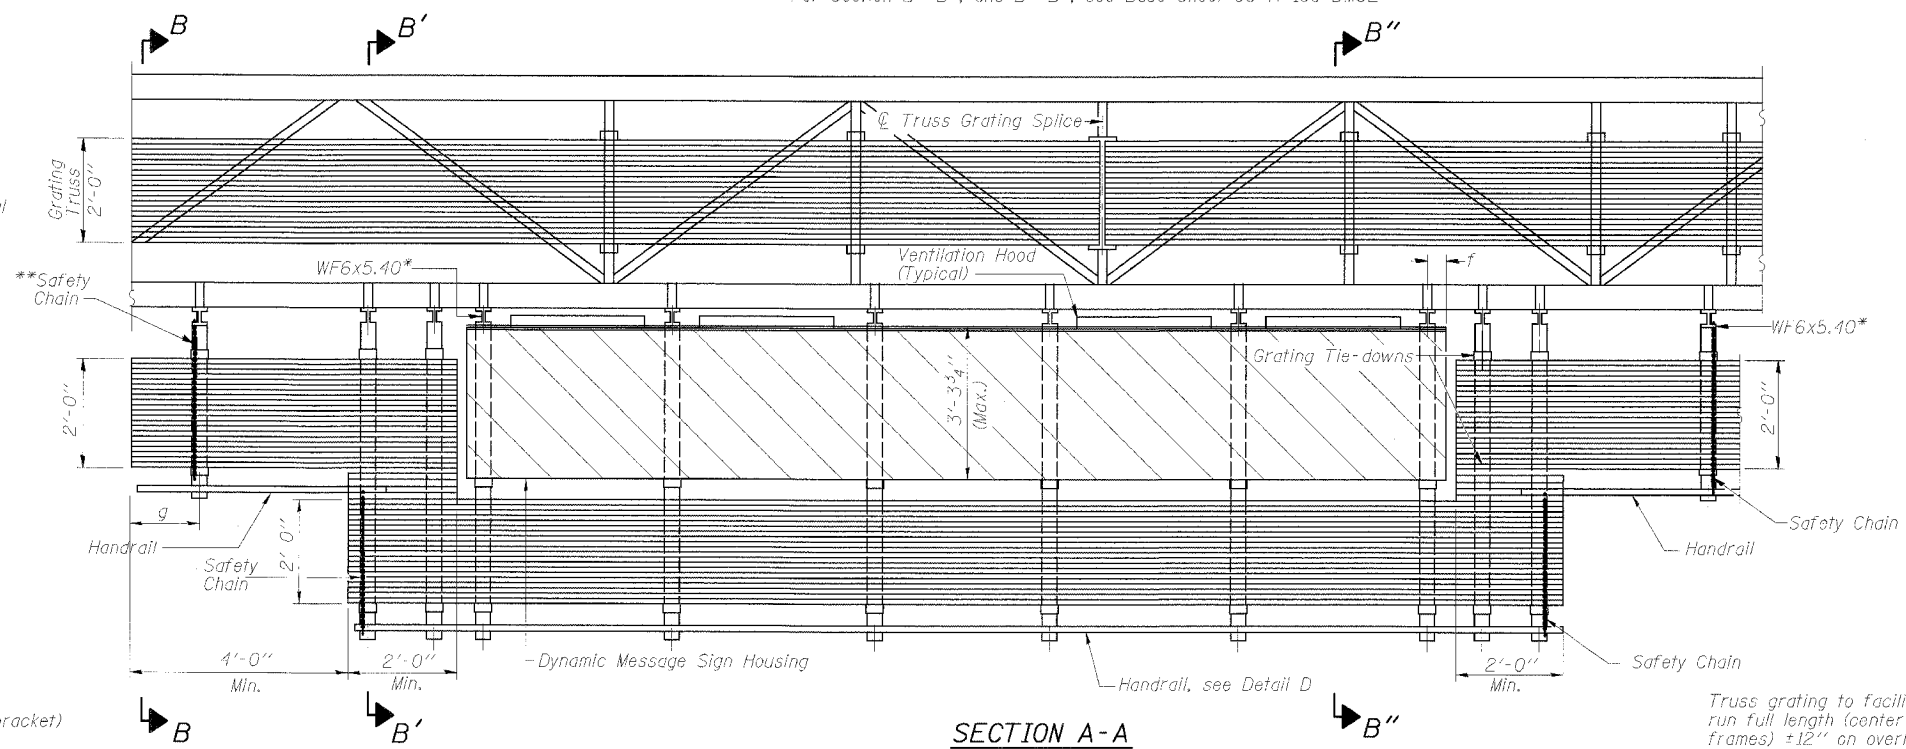 B
B'
B''
Grating
Truss
2'-0"
℄ Truss Grating Splice
Ventilation Hood
(Typical)
f
WF6x5.40*
**Safety
Chain
WF6x5.40*
Grating Tie-downs
2'-0"
3'-3¾"
(Max.)
2'-0"
g
Handrail
Safety
Chain
2'-0"
Safety Chain
Handrail
4'-0"
Min.
2'-0"
Min.
Dynamic Message Sign Housing
Handrail, see Detail D
2'-0"
Min.
Safety Chain
B
B'
B''
SECTION A-A
racket)
Truss grating to facili
run full length (center
frames) ±12" on over